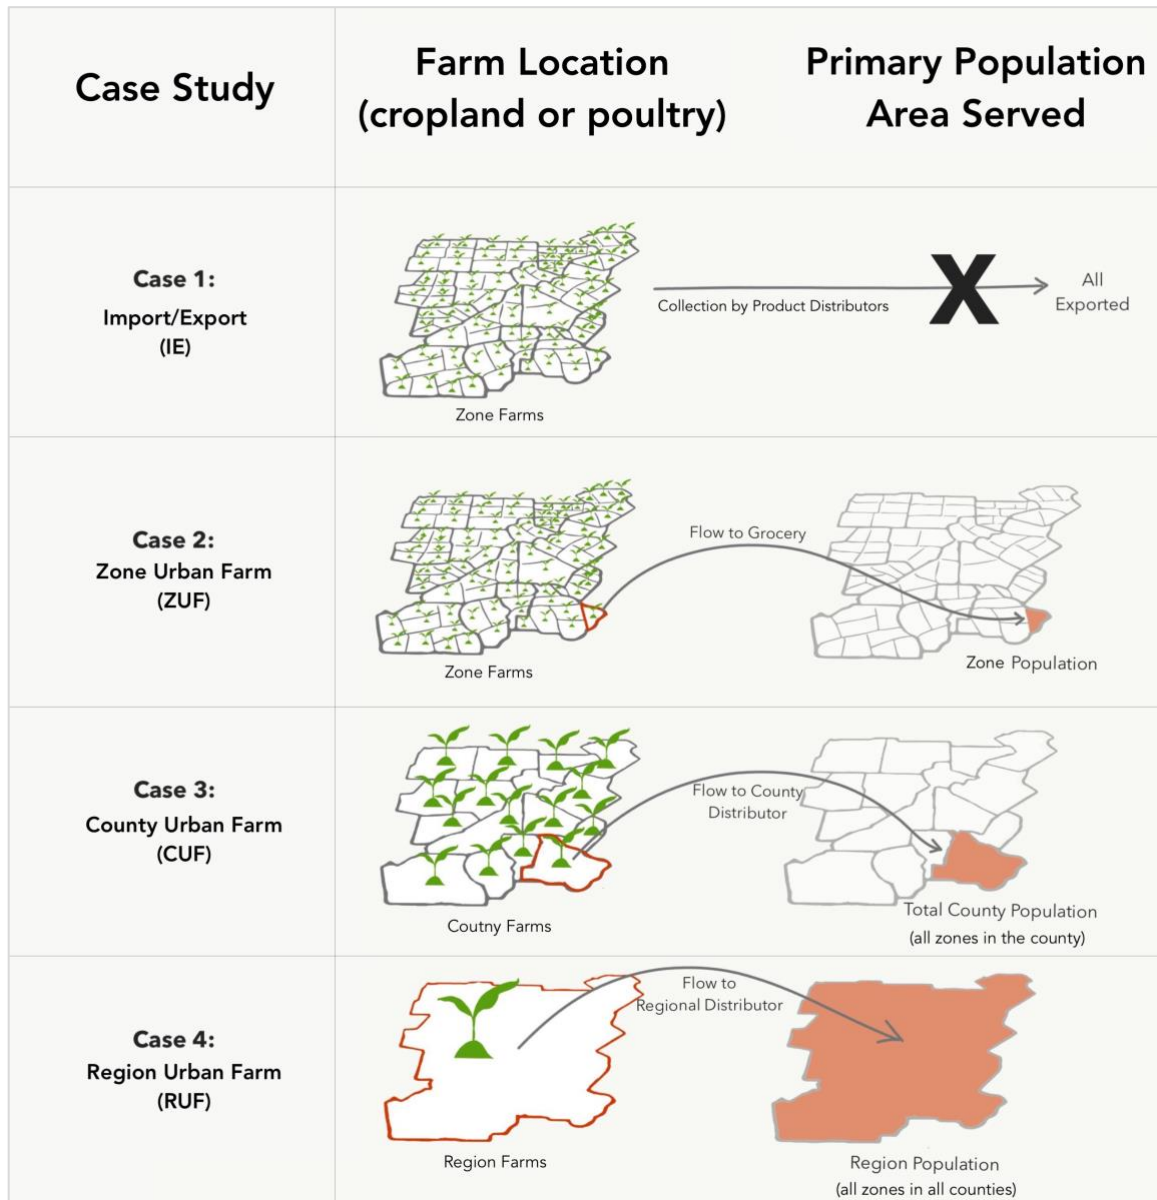 Case Study
Farm Location
(cropland or poultry)
Primary Population
Area Served
Case 1:
Import/Export
(IE)
Zone Farms
Collection by Product Distributors
X
All
Exported
Case 2:
Zone Urban Farm
(ZUF)
Zone Farms
Flow to Grocery
Zone Population
Case 3:
County Urban Farm
(CUF)
Coutny Farms
Flow to County
Distributor
Total County Population
(all zones in the county)
Case 4:
Region Urban Farm
(RUF)
Region Farms
Flow to
Regional Distributor
Region Population
(all zones in all counties)